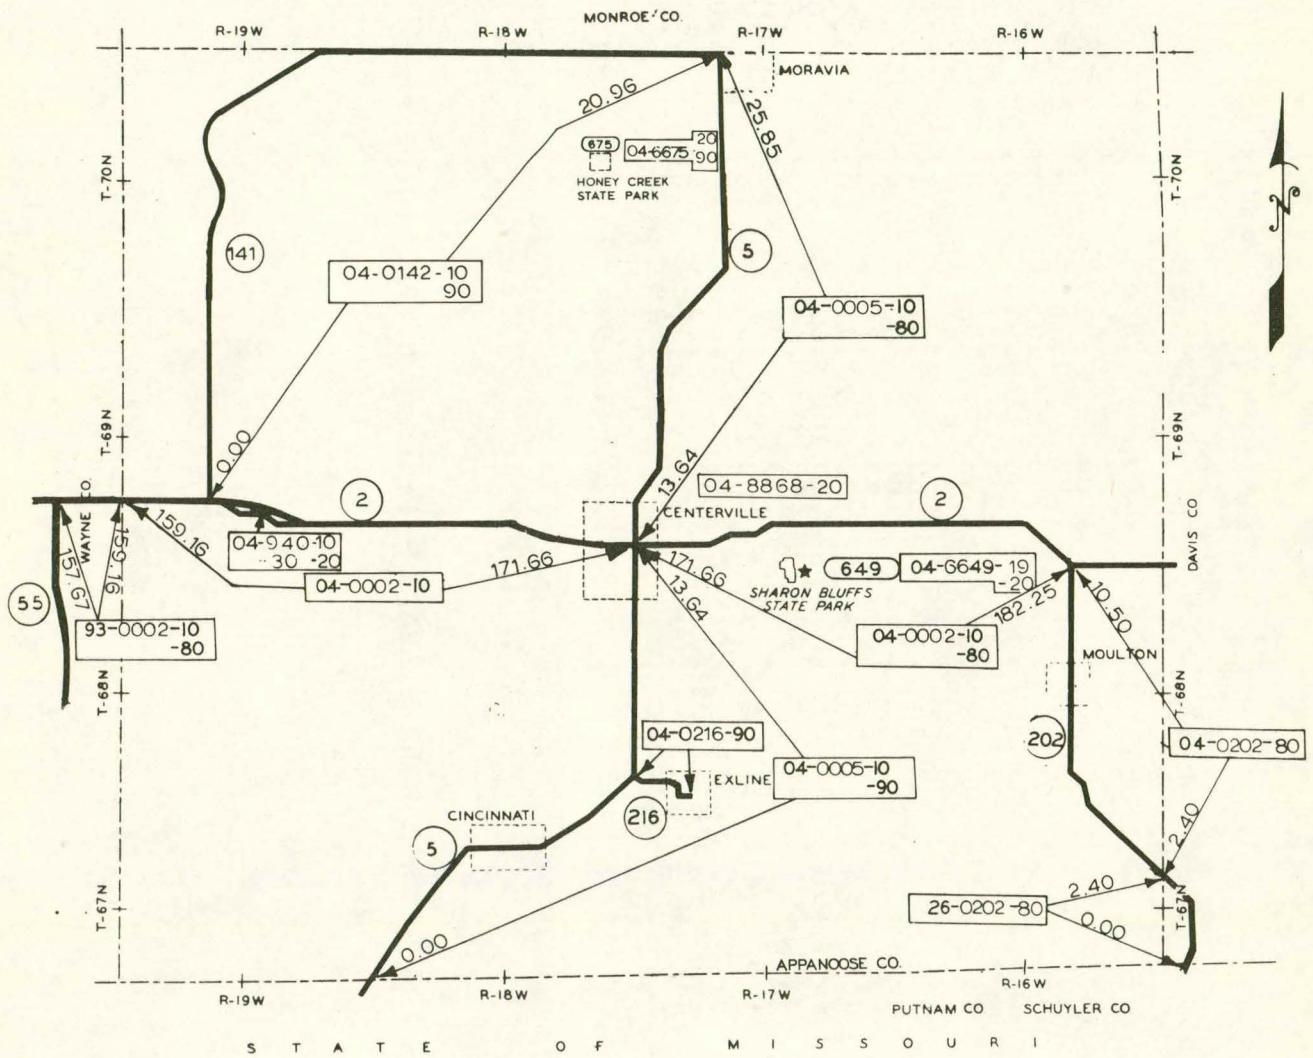 MONROE CO.
R-19W
R-18W
R-17W
R-16W
MORAVIA
20.96
25.85
675
04-6675
20
90
HONEY CREEK
STATE PARK
T-70N
T-70N
141
5
04-0142-10
90
04-0005-10
-80
T-69N
T-69N
0.00
13.64
04-8868-20
CENTERVILLE
2
2
WAYNE CO.
159.16
159.16
157.67
04-940-10
-30 -20
04-0002-10
171.66
171.66
13.64
649
04-6649-19
-20
SHARON BLUFFS
STATE PARK
DAVIS CO
55
93-0002-10
-80
04-0002-10
-80
182.25
10.50
MOULTON
T-68N
T-68N
04-0216-90
202
04-0202-80
04-0005-10
-90
EXLINE
216
CINCINNATI
5
2.40
2.40
26-0202-80
0.00
T-67N
T-67N
0.00
APPANOOSE CO.
R-19W
R-18W
R-17W
R-16W
PUTNAM CO
SCHUYLER CO
STATE OF MISSOURI
N